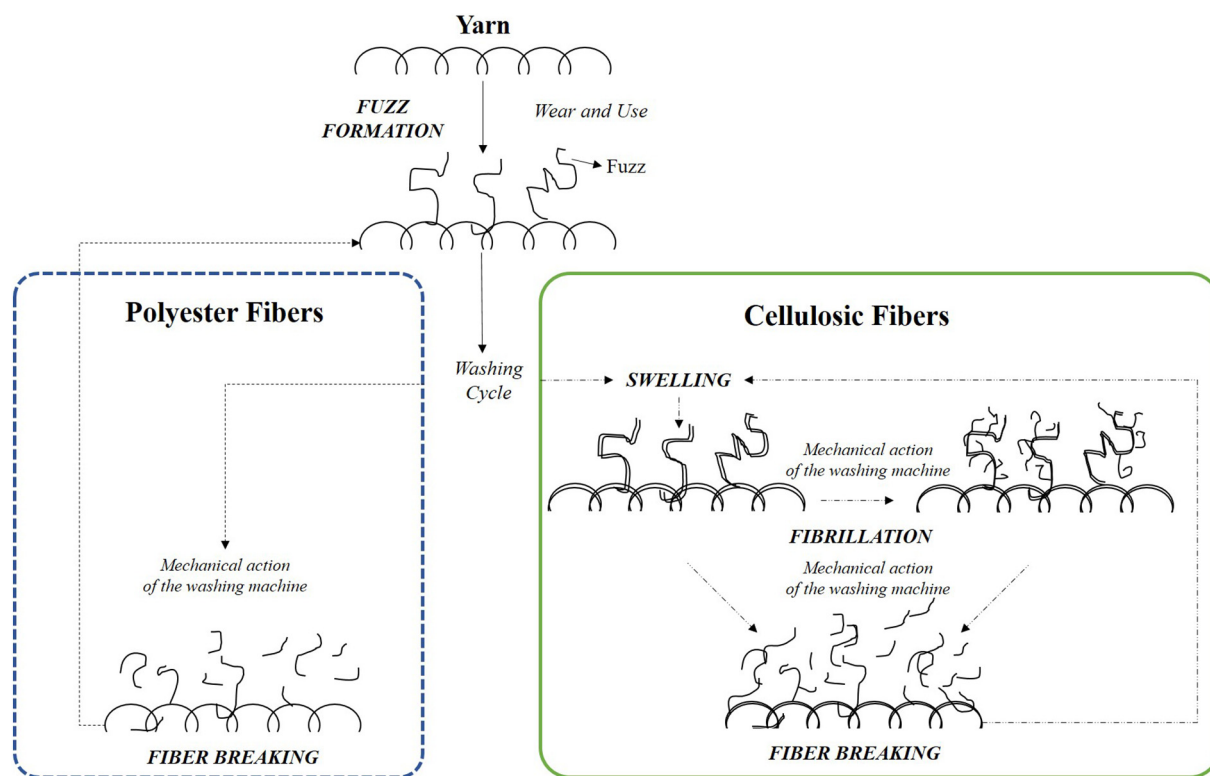 Yarn
FUZZ
FORMATION
Wear and Use
Fuzz
Polyester Fibers
Cellulosic Fibers
Washing
Cycle
SWELLING
Mechanical action
of the washing machine
FIBRILLATION
Mechanical action
of the washing machine
Mechanical action
of the washing machine
FIBER BREAKING
FIBER BREAKING